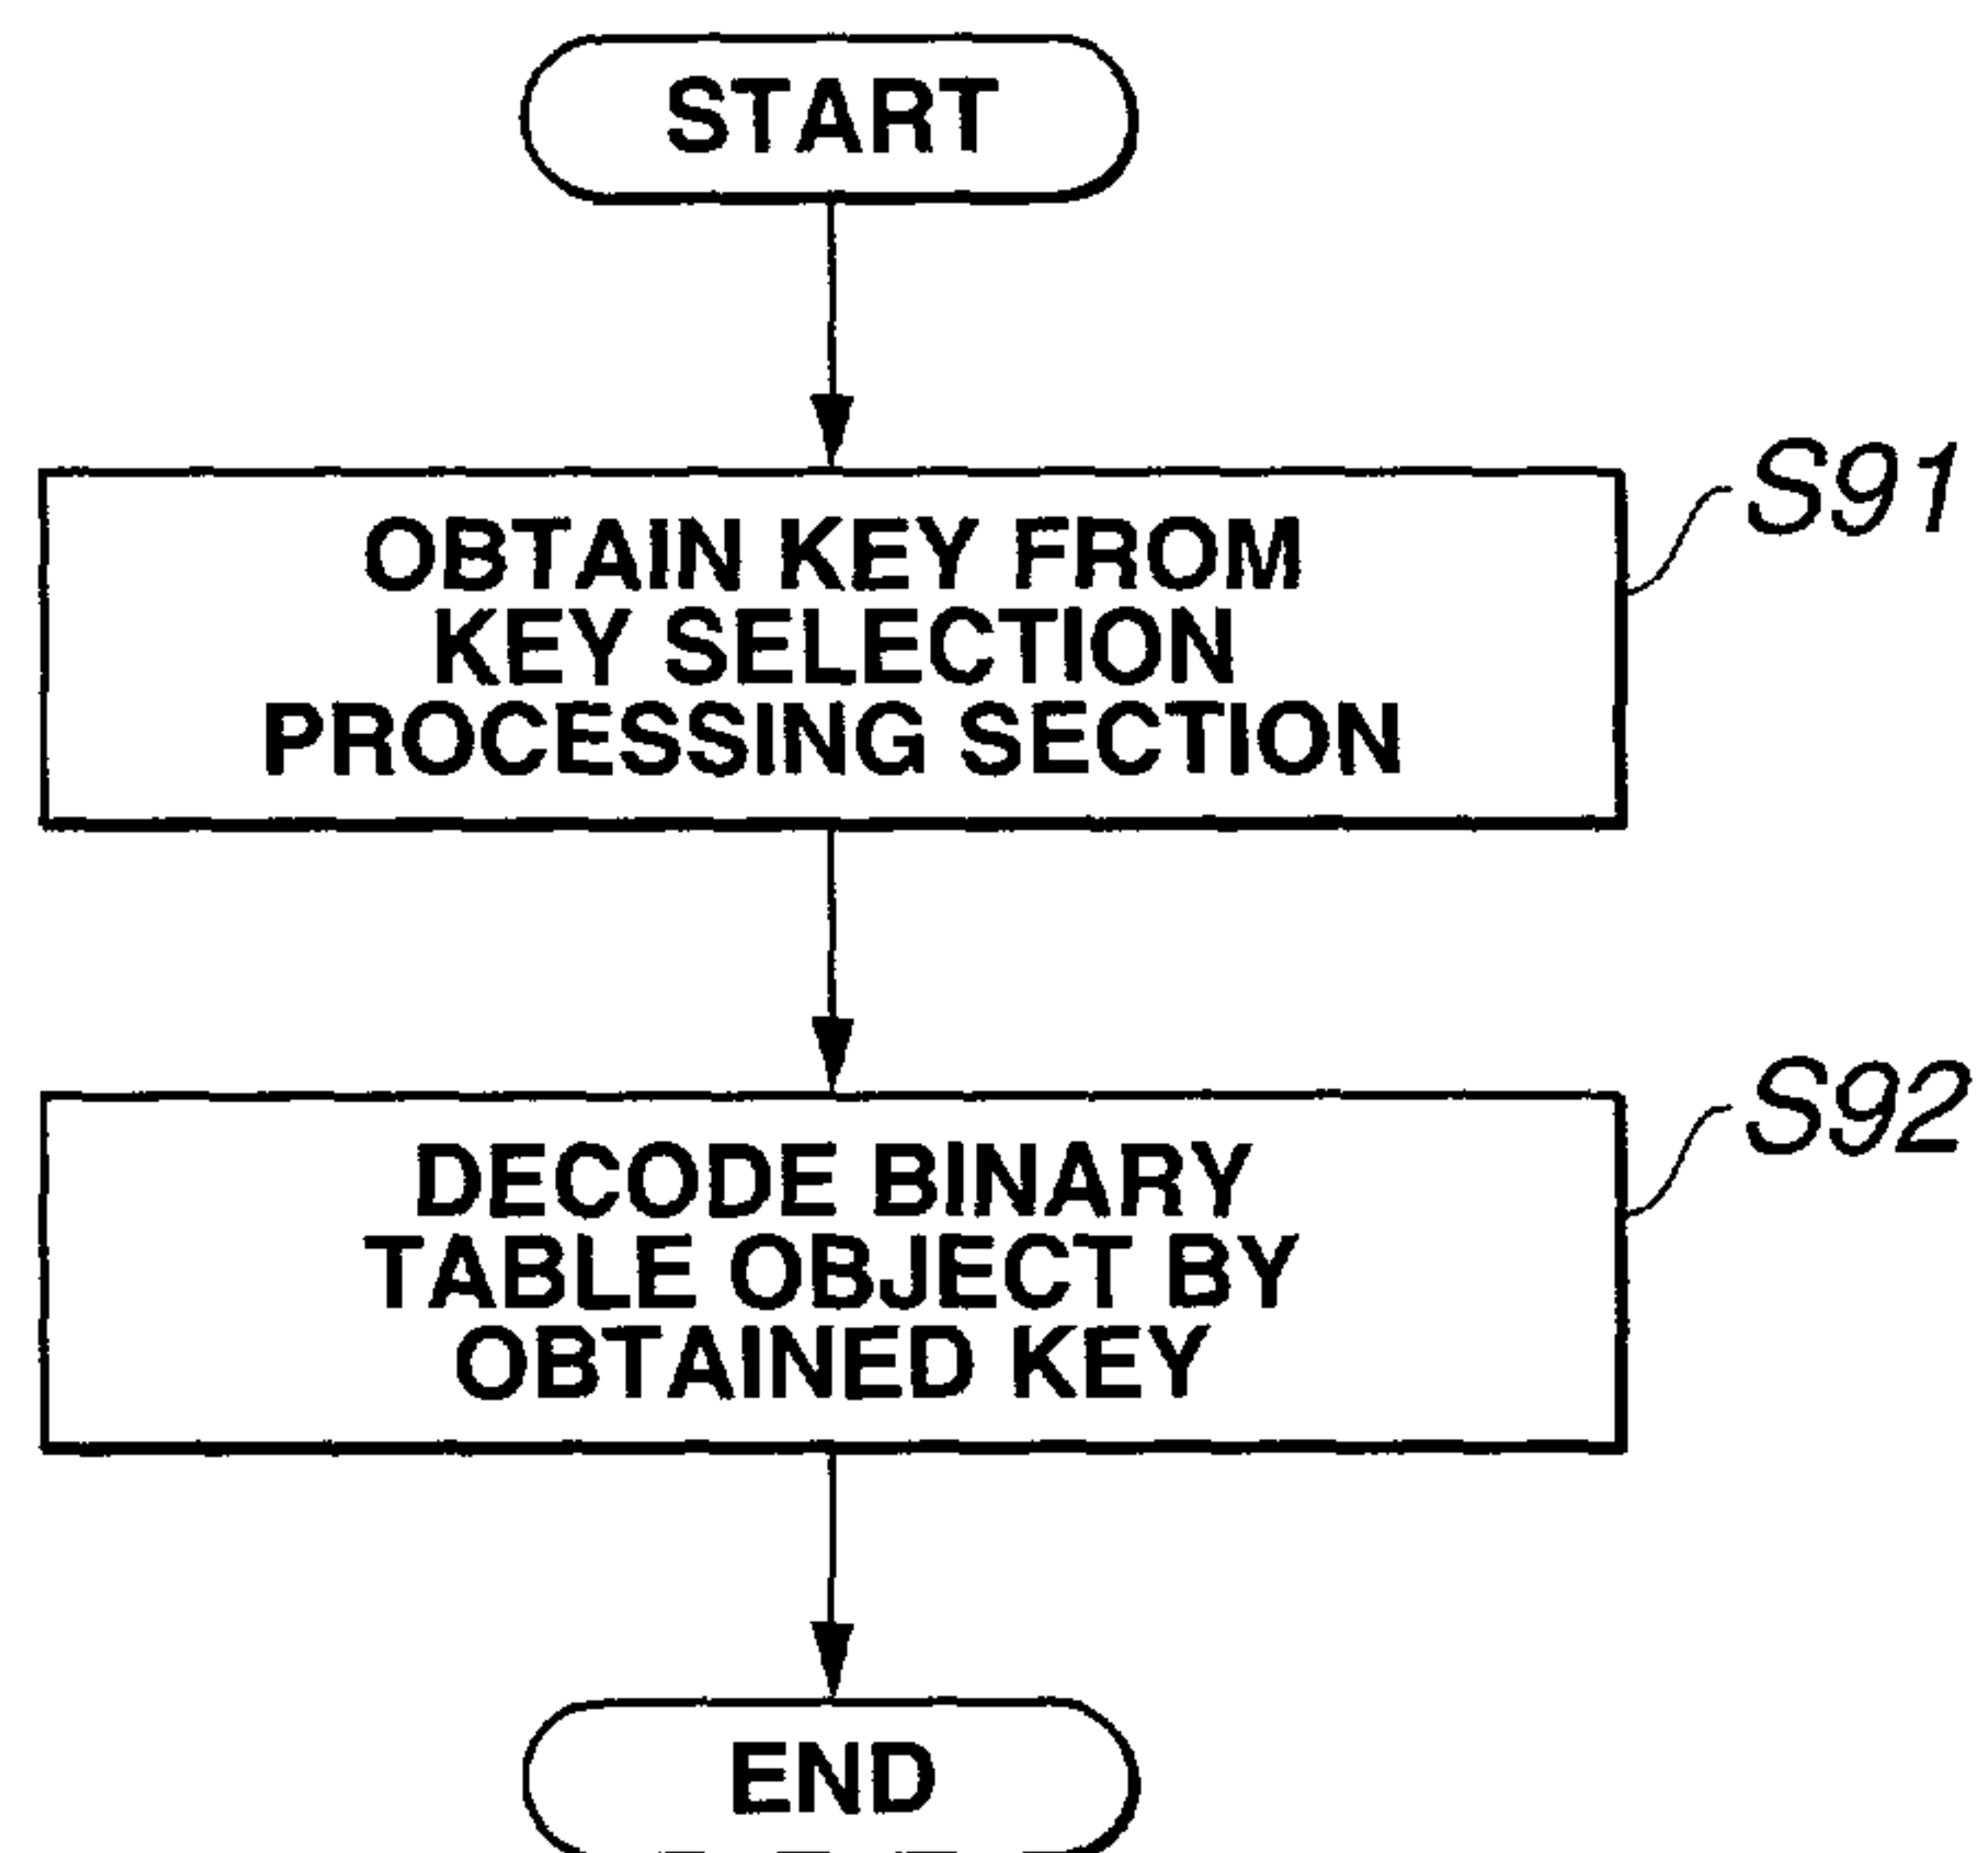 START
OBTAIN KEY FROM
KEY SELECTION
PROCESSING SECTION
S91
DECODE BINARY
TABLE OBJECT BY
OBTAINED KEY
S92
END